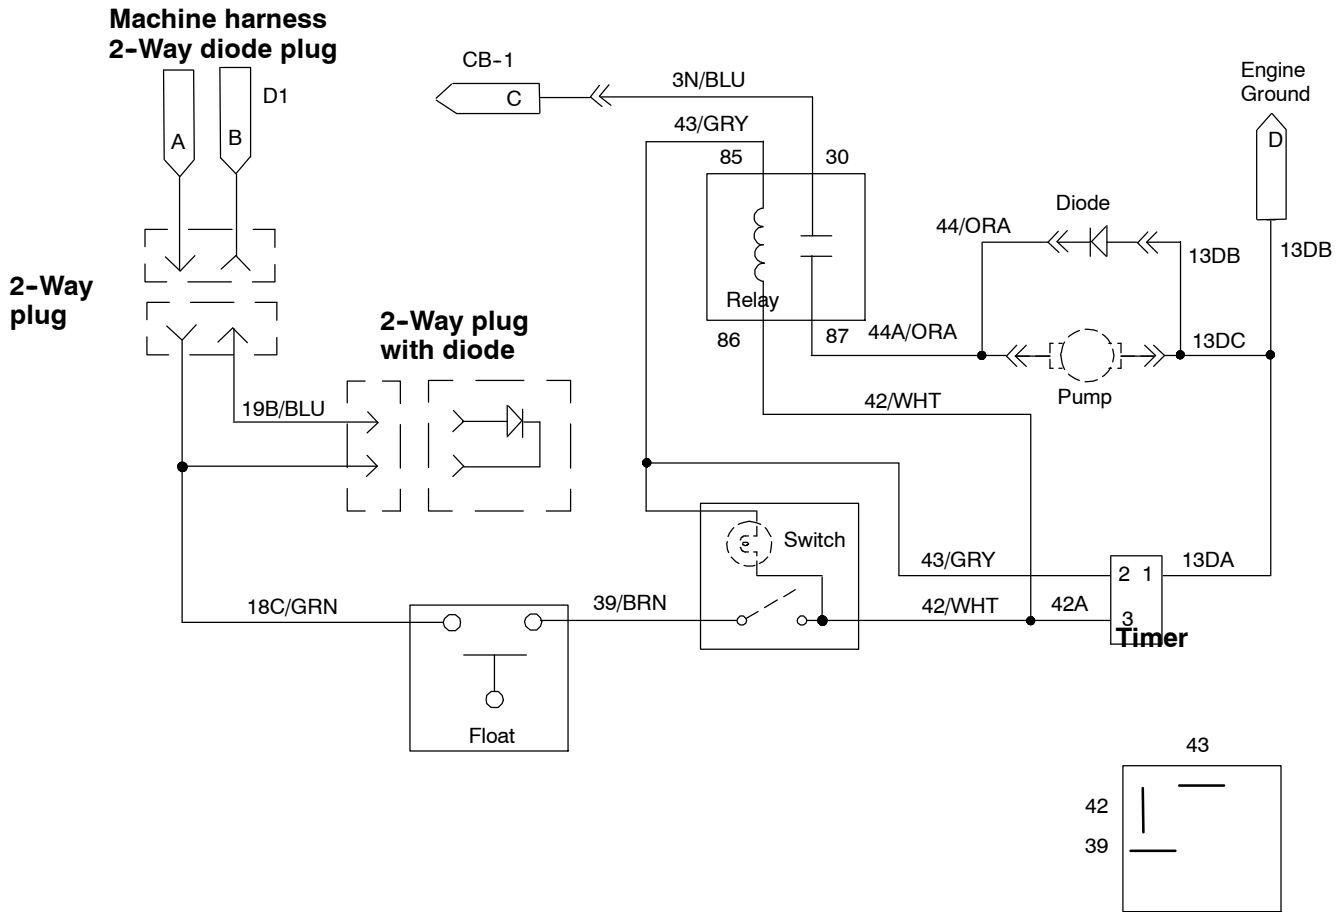 Machine harness
2-Way diode plug
CB-1
D1
A
B
C
3N/BLU
Engine
Ground
D
43/GRY
85
30
Diode
44/ORA
13DB
13DB
2-Way
plug
Relay
2-Way plug
with diode
86
87
44A/ORA
13DC
Pump
19B/BLU
42/WHT
Switch
43/GRY
2
1
13DA
18C/GRN
39/BRN
42/WHT
42A
3
Timer
Float
43
42
39